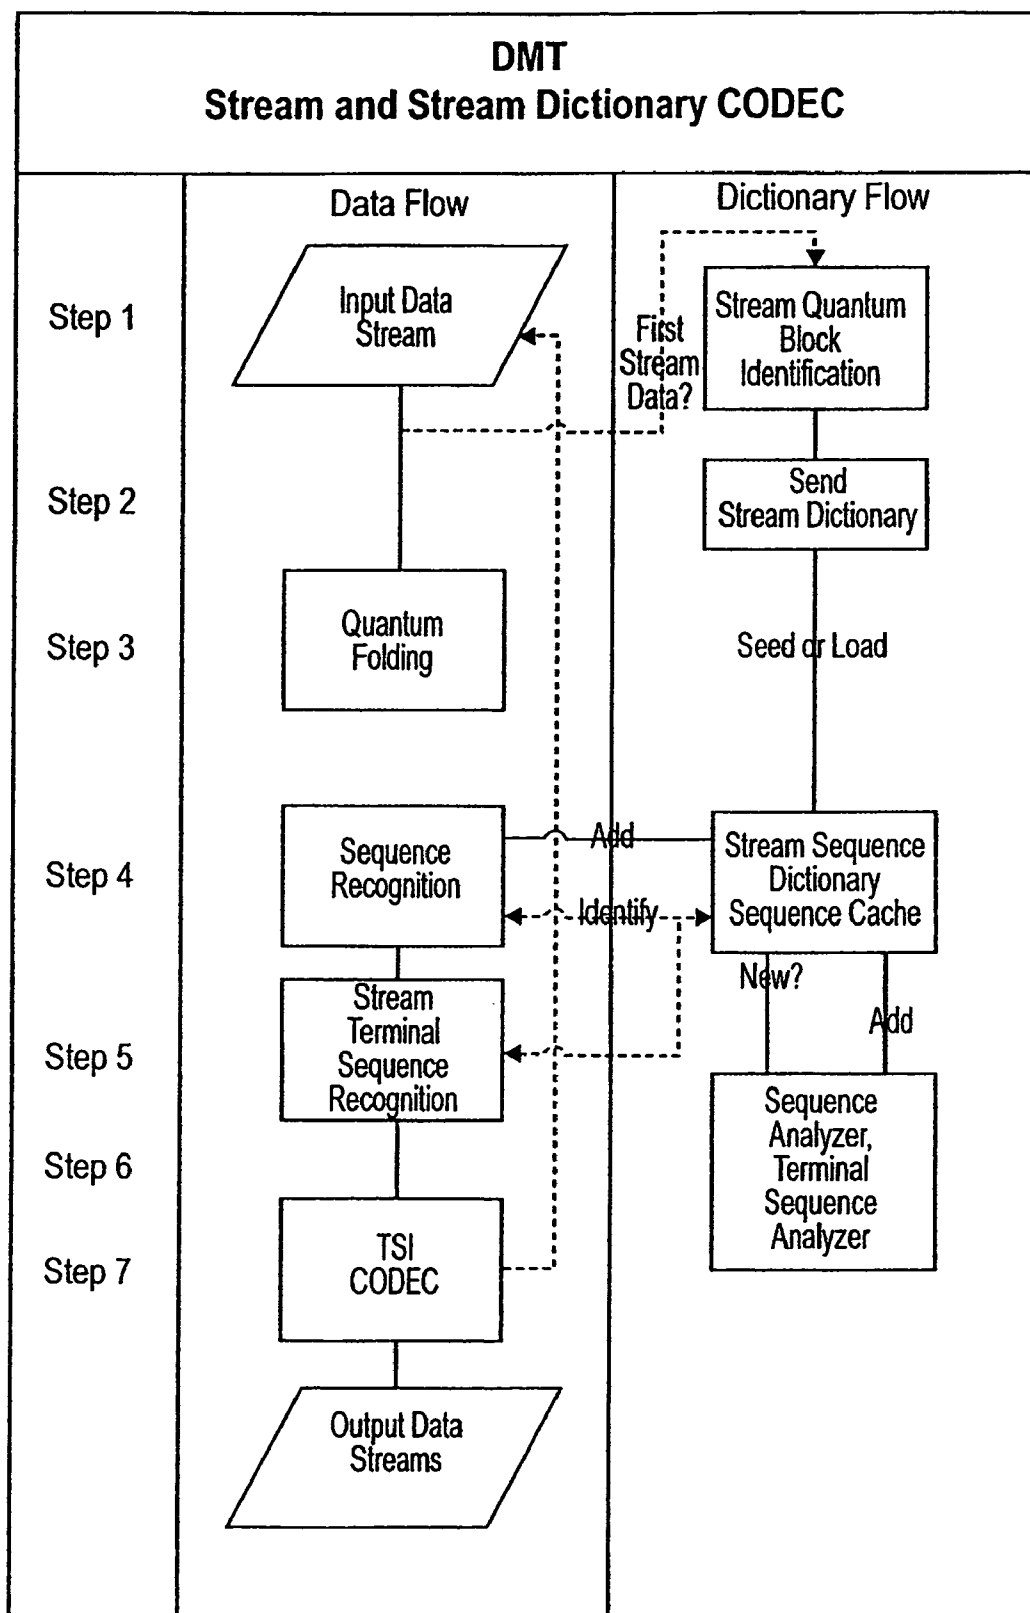 DMT
Stream and Stream Dictionary CODEC
Data Flow
Dictionary Flow
Step 1
Input Data
Stream
First
Stream
Data?
Stream Quantum
Block
Identification
Step 2
Send
Stream Dictionary
Step 3
Quantum
Folding
Seed or Load
Step 4
Sequence
Recognition
Add
Identify
Stream Sequence
Dictionary
Sequence Cache
New?
Add
Step 5
Stream
Terminal
Sequence
Recognition
Sequence
Analyzer,
Terminal
Sequence
Analyzer
Step 6
Step 7
TSI
CODEC
Output Data
Streams